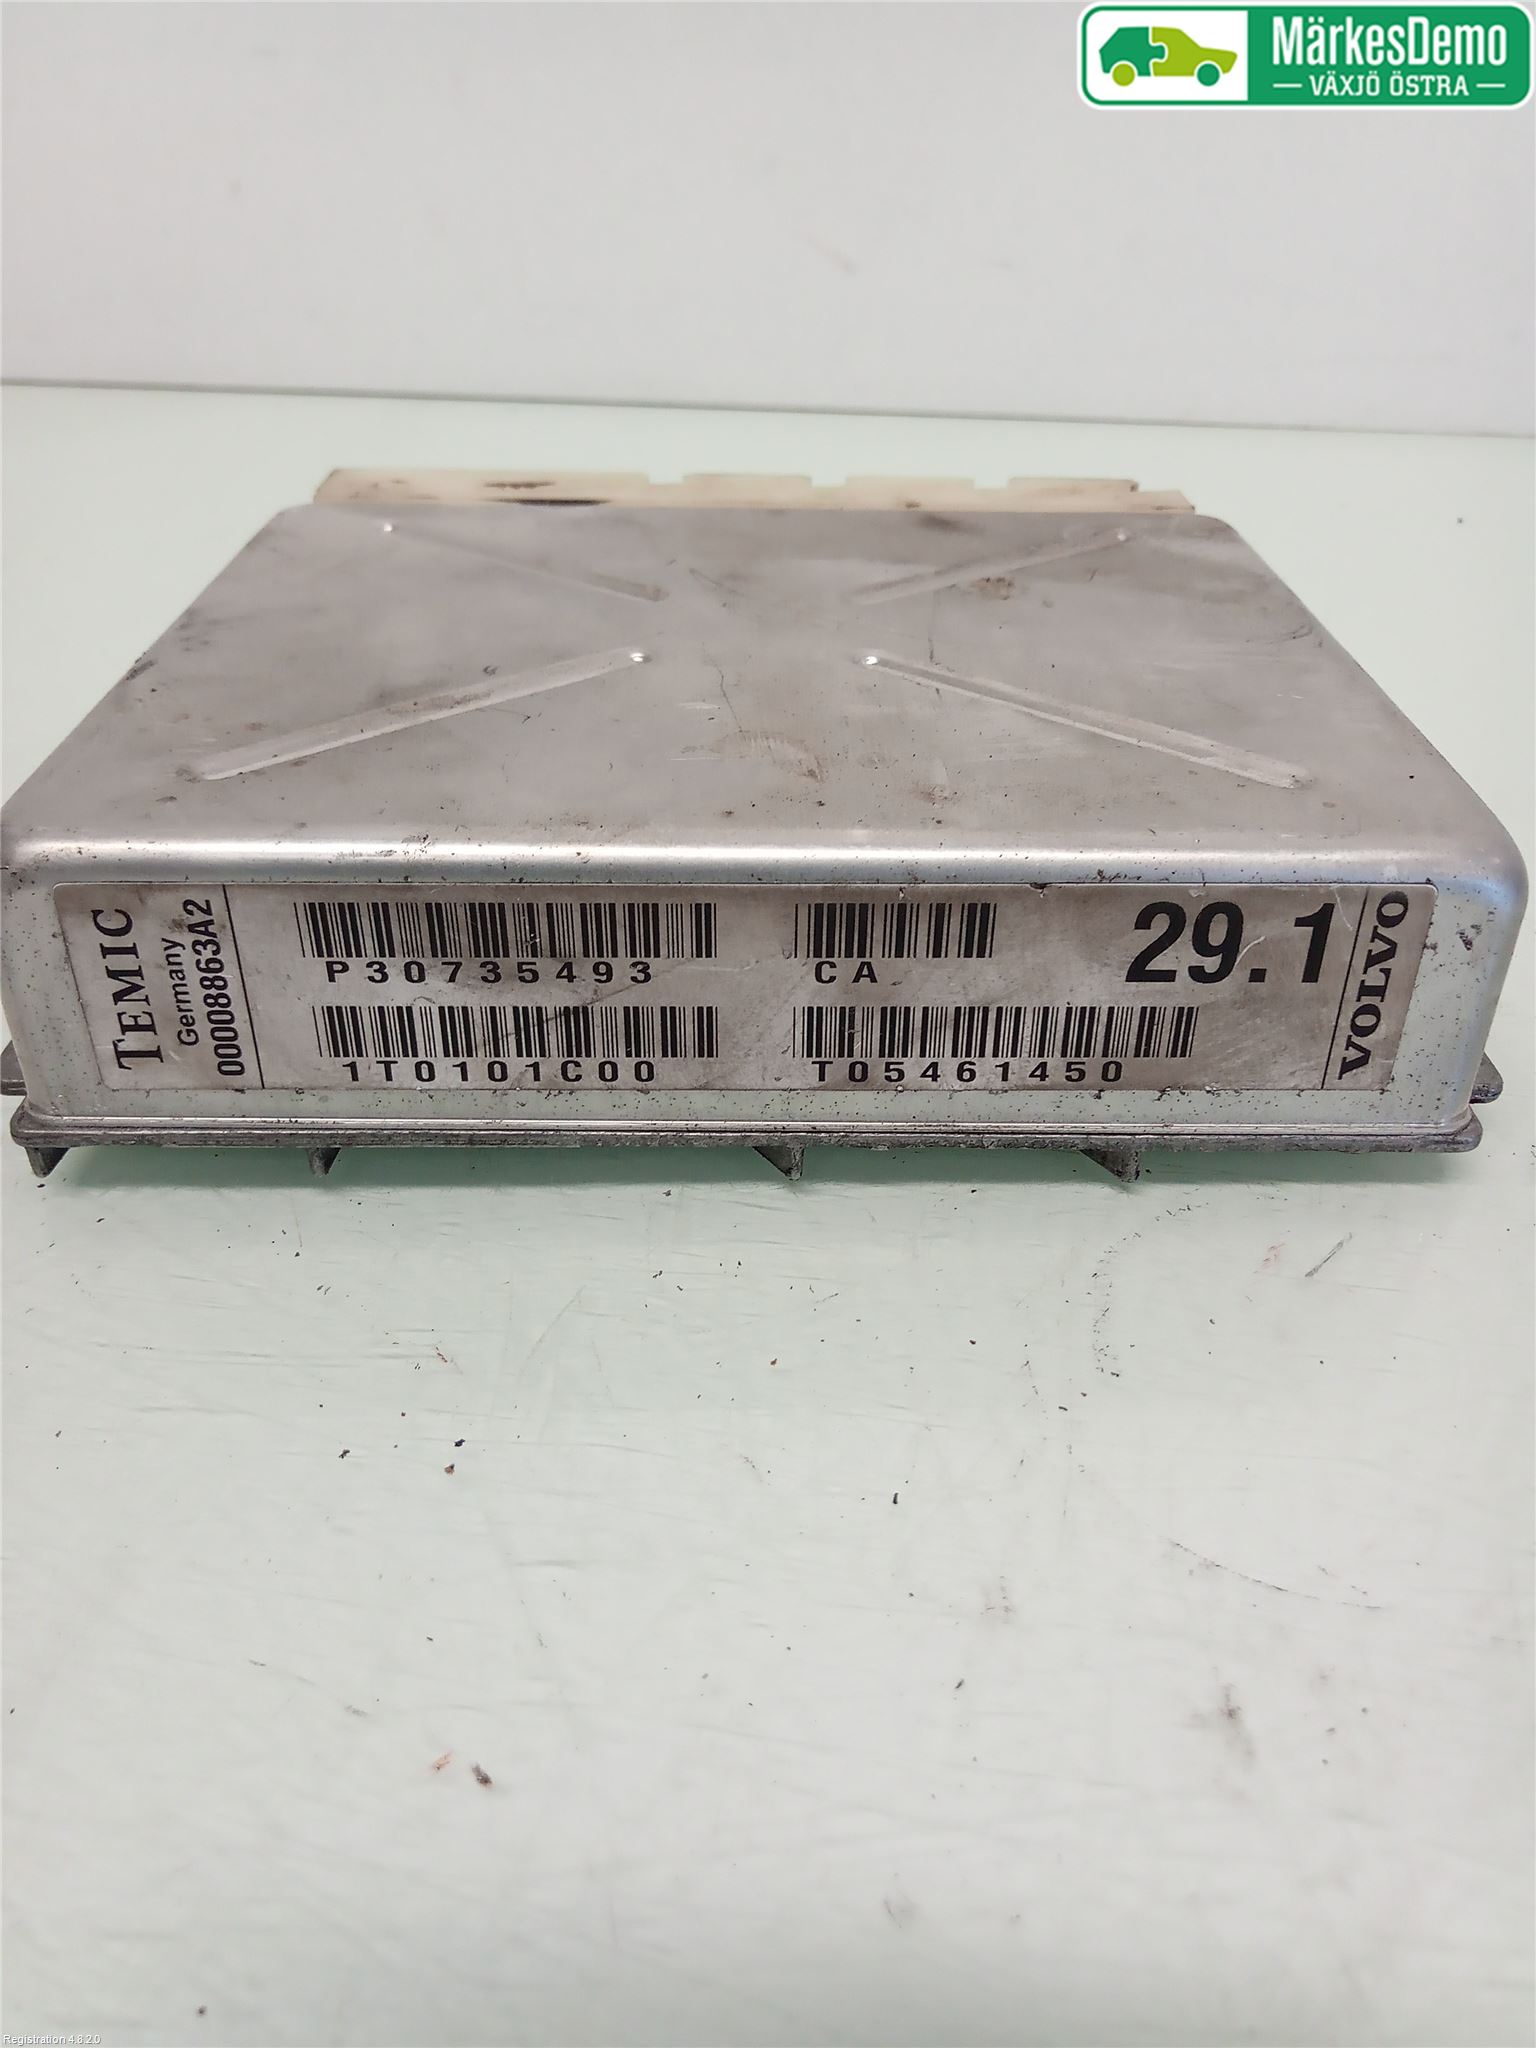 MärkesDemo
VÄXJÖ ÖSTRA
TEMIC
Germany
00008863A2
P30735493
CA
29.1
VOLVO
1T0101C00
T05461450
Registration 4.8.2.0